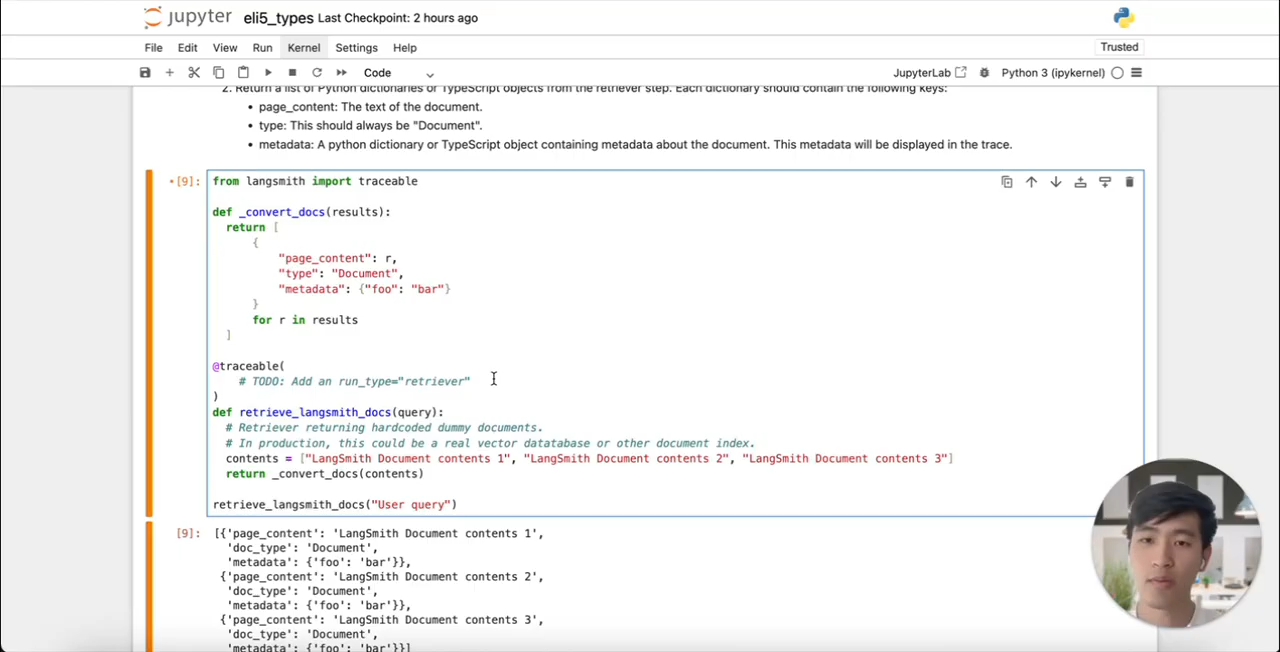 jupyter eli5_types Last Checkpoint: 2 hours ago
File Edit View Run Kernel Settings Help Trusted
Code JupyterLab Python 3 (ipykernel)
2. Return a list of Python dictionaries or TypeScript objects from the retriever step. Each dictionary should contain the following keys:
• page_content: The text of the document.
• type: This should always be "Document".
• metadata: A python dictionary or TypeScript object containing metadata about the document. This metadata will be displayed in the trace.
•[9]: from langsmith import traceable
def _convert_docs(results):
return [
{
"page_content": r,
"type": "Document",
"metadata": {"foo": "bar"}
}
for r in results
]
@traceable(
# TODO: Add an run_type="retriever"
)
def retrieve_langsmith_docs(query):
# Retriever returning hardcoded dummy documents.
# In production, this could be a real vector datatabase or other document index.
contents = ["LangSmith Document contents 1", "LangSmith Document contents 2", "LangSmith Document contents 3"]
return _convert_docs(contents)
retrieve_langsmith_docs("User query")
[9]: [{'page_content': 'LangSmith Document contents 1',
'doc_type': 'Document',
'metadata': {'foo': 'bar'}},
{'page_content': 'LangSmith Document contents 2',
'doc_type': 'Document',
'metadata': {'foo': 'bar'}},
{'page_content': 'LangSmith Document contents 3',
'doc_type': 'Document',
'metadata': {'foo': 'bar'}}]